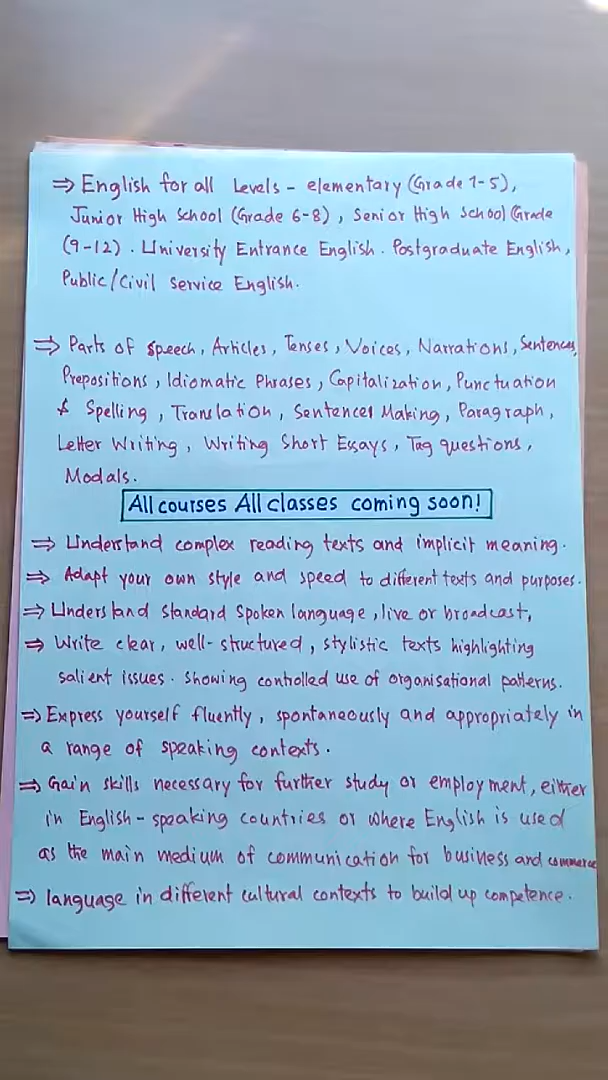 ⇒ English for all Levels - elementary (Grade 1-5),
Junior High School (Grade 6-8), Senior High School (Grade
(9-12). University Entrance English. Postgraduate English,
Public/Civil Service English.
⇒ Parts of Speech, Articles, Tenses, Voices, Narrations, Sentences,
Prepositions, Idiomatic Phrases, Capitalization, Punctuation
& Spelling, Translation, Sentences Making, Paragraph,
Letter Writing, Writing Short Essays, Tag questions,
Modals.
All courses All classes coming soon!
⇒ Understand complex reading texts and implicit meaning.
⇒ Adapt your own style and speed to different texts and purposes.
⇒ Understand standard spoken language, live or broadcast,
⇒ Write clear, well-structured, stylistic texts highlighting
salient issues. showing controlled use of organisational patterns.
⇒ Express yourself fluently, spontaneously and appropriately in
a range of speaking contexts.
⇒ Gain skills necessary for further study or employment, either
in English-speaking countries or where English is used
as the main medium of communication for business and commerce
⇒ language in different cultural contexts to build up competence.